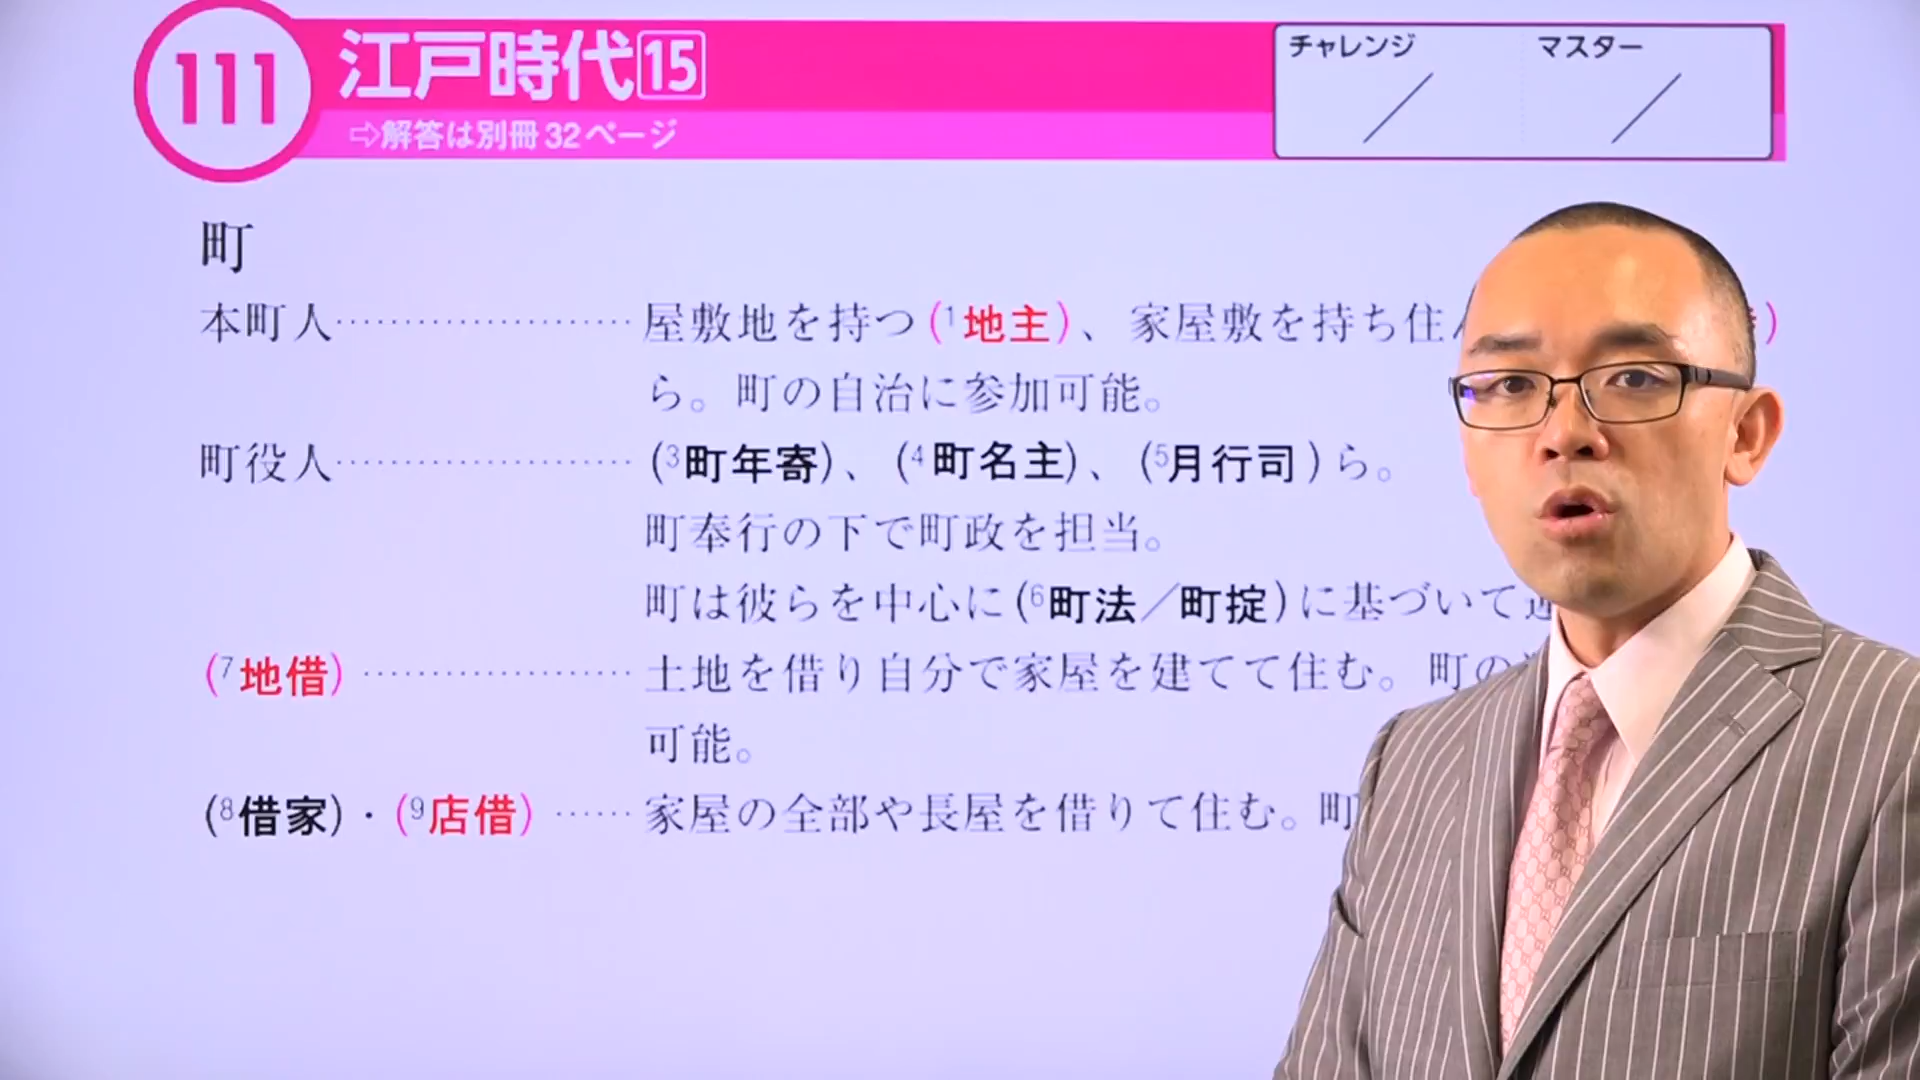 111
江戸時代15
⇨解答は別冊32ページ
チャレンジ マスター
町
本町人 屋敷地を持つ(1地主)、家屋敷を持ち住ん )
ら。町の自治に参加可能。
町役人 (3町年寄)、(4町名主)、(5月行司)ら。
町奉行の下で町政を担当。
町は彼らを中心に(6町法/町掟)に基づいて
(7地借) 土地を借り自分で家屋を建てて住む。町の
可能。
(8借家)・(9店借) 家屋の全部や長屋を借りて住む。町